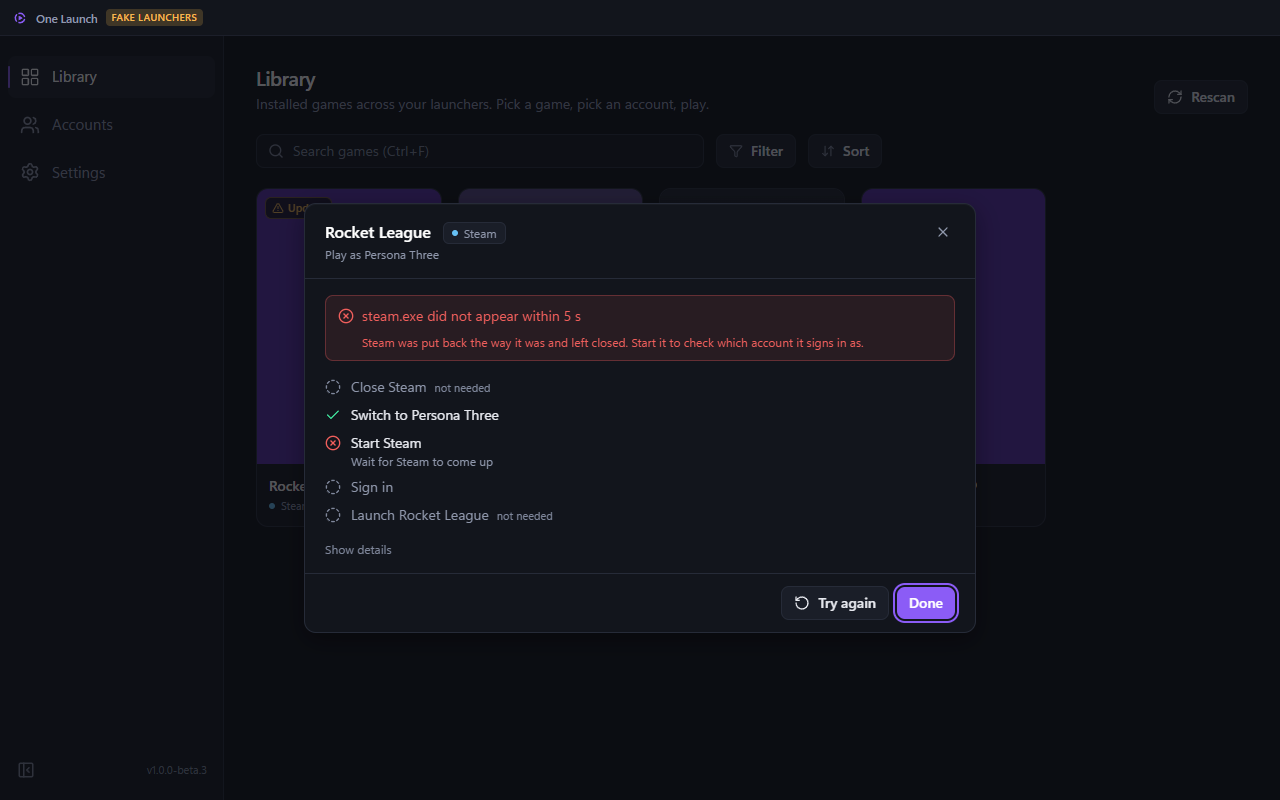 One Launch FAKE LAUNCHERS
Library
Accounts
Settings
Library
Installed games across your launchers. Pick a game, pick an account, play.
Rescan
Search games (Ctrl+F)
Filter
Sort
Rocket League Steam
Play as Persona Three
steam.exe did not appear within 5 s
Steam was put back the way it was and left closed. Start it to check which account it signs in as.
Close Steam not needed
Switch to Persona Three
Start Steam
Wait for Steam to come up
Sign in
Launch Rocket League not needed
Show details
Try again
Done
v1.0.0-beta.3